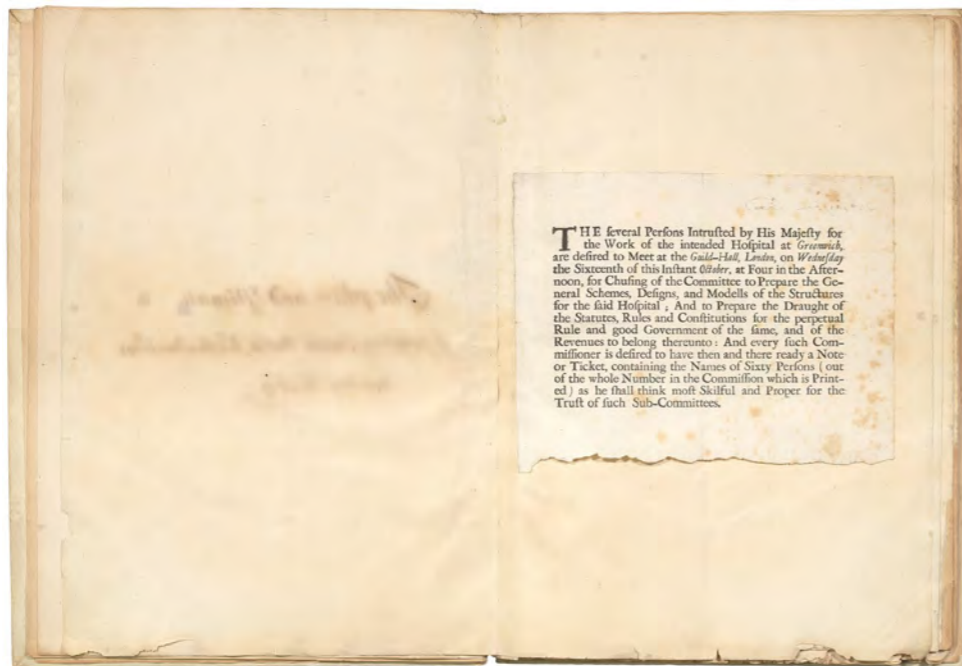 THE ſeveral Perſons Intruſted by His Majeſty for
the Work of the intended Hoſpital at Greenwich,
are deſired to Meet at the Guild-Hall, London, on Wedneſday
the Sixteenth of this Inſtant October, at Four in the After-
noon, for Chuſing of the Committee to Prepare the Ge-
neral Schemes, Deſigns, and Modells of the Structures
for the ſaid Hoſpital ; And to Prepare the Draught of
the Statutes, Rules and Conſtitutions for the perpetual
Rule and good Government of the ſame, and of the
Revenues to belong thereunto : And every ſuch Com-
miſſioner is deſired to have then and there ready a Note
or Ticket, containing the Names of Sixty Perſons ( out
of the whole Number in the Commiſſion which is Print-
ed ) as he ſhall think moſt Skilful and Proper for the
Truſt of ſuch Sub-Committees.